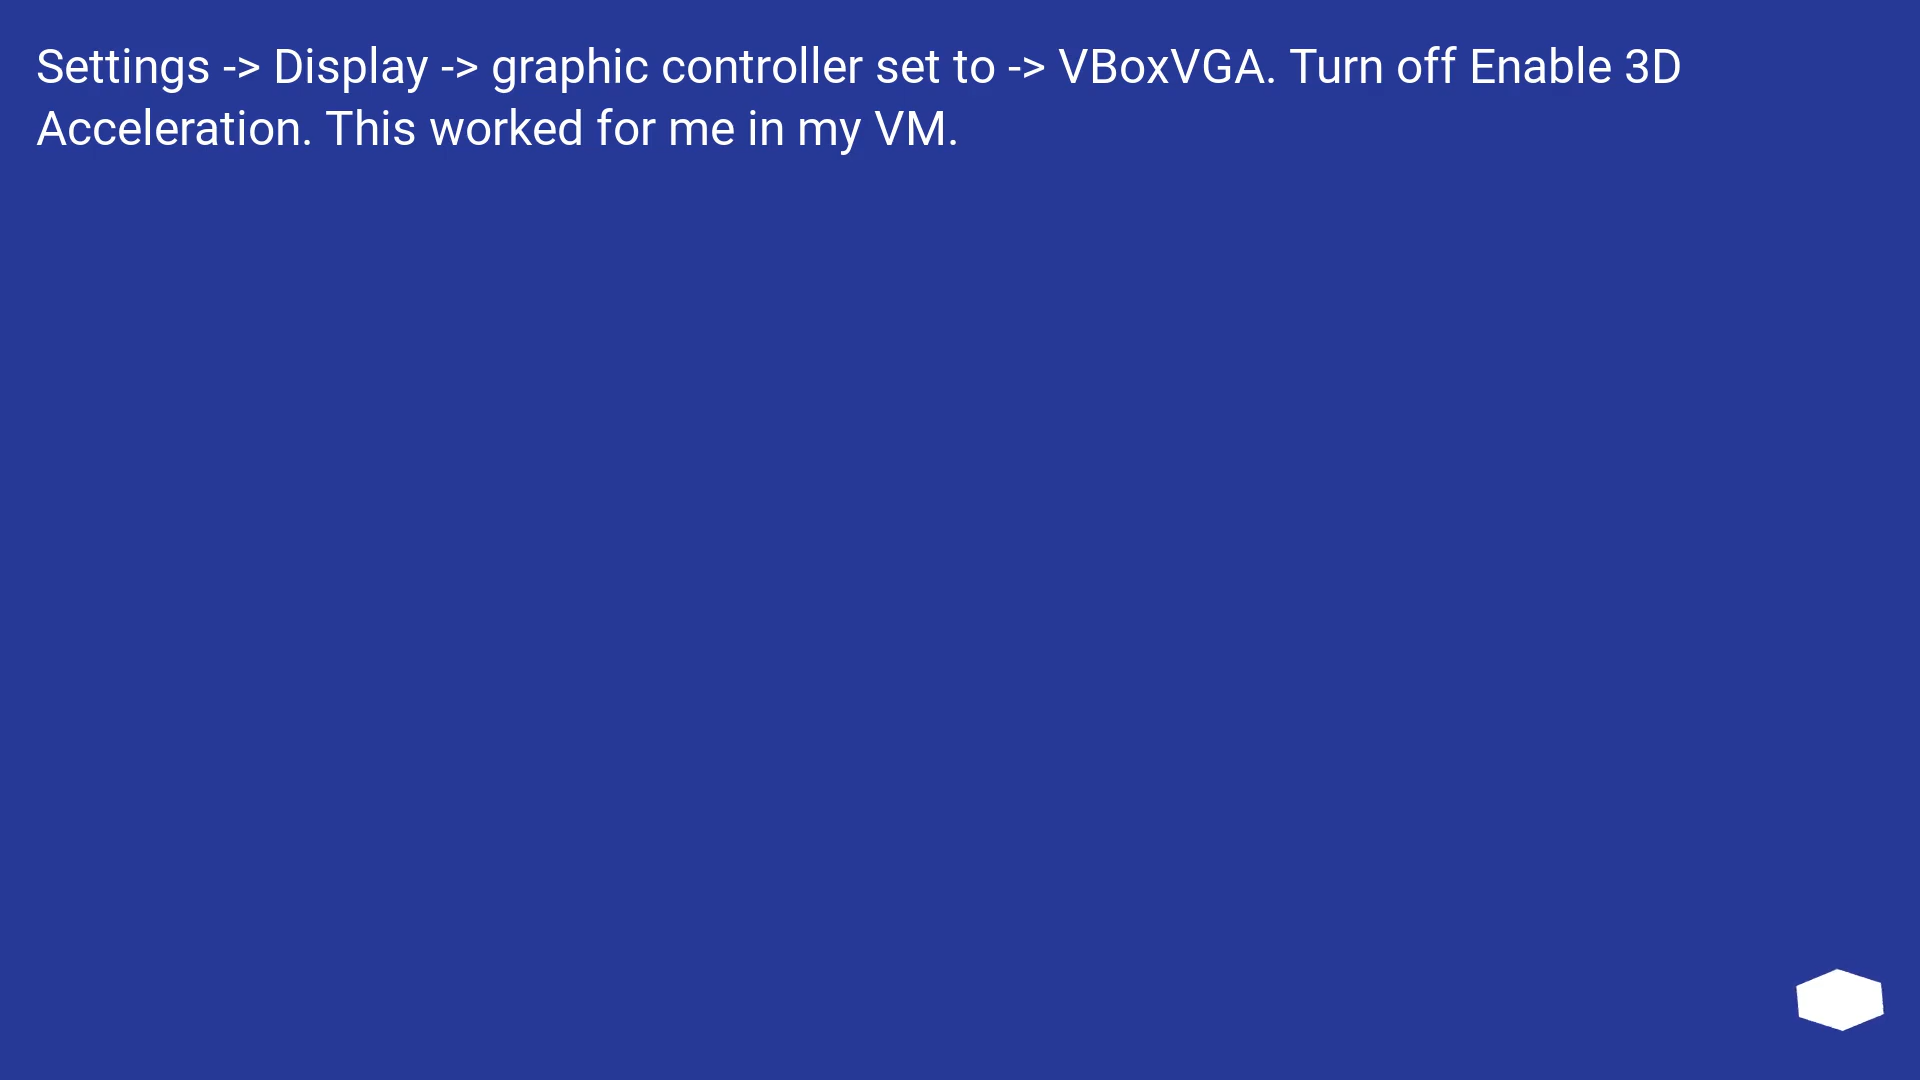 Settings -> Display -> graphic controller set to -> VBoxVGA. Turn off Enable 3D
Acceleration. This worked for me in my VM.